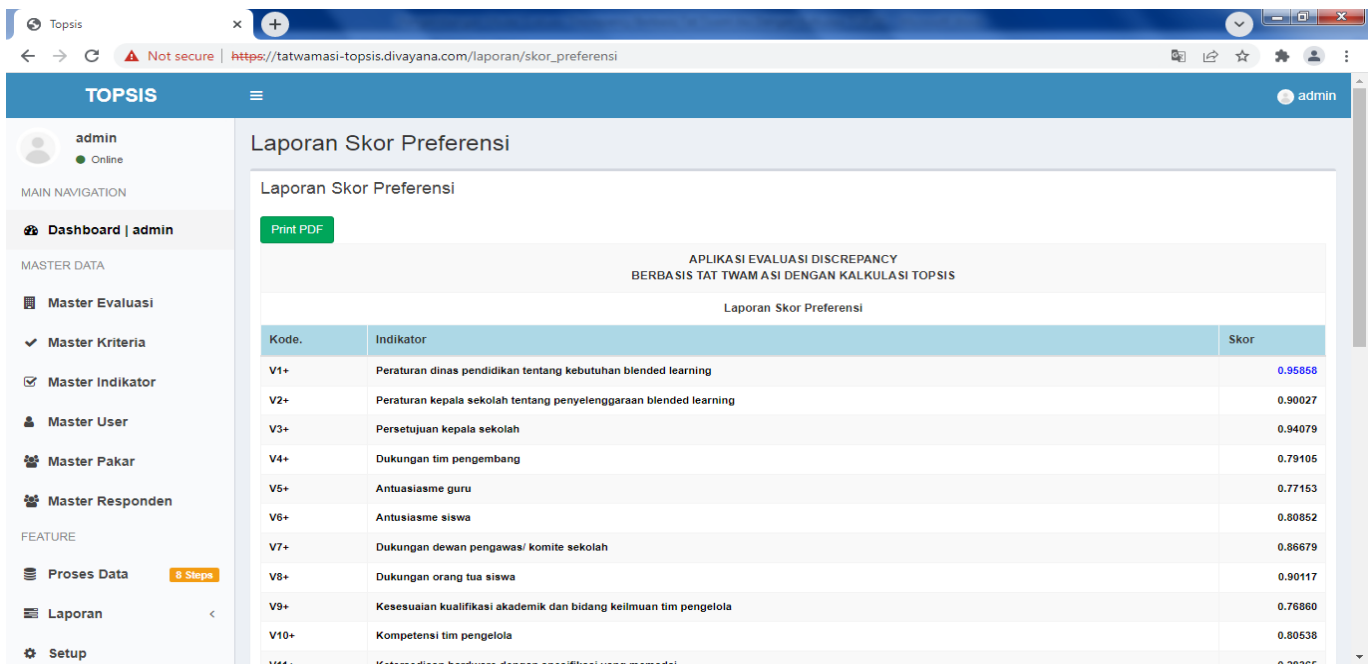 Topsis
Not secure | https://tatwamasi-topsis.divayana.com/laporan/skor_preferensi
TOPSIS
admin
admin
Online
MAIN NAVIGATION
Dashboard | admin
MASTER DATA
Master Evaluasi
Master Kriteria
Master Indikator
Master User
Master Pakar
Master Responden
FEATURE
Proses Data 8 Steps
Laporan
Setup
Laporan Skor Preferensi
Laporan Skor Preferensi
Print PDF
APLIKASI EVALUASI DISCREPANCY
BERBASIS TAT TWAM ASI DENGAN KALKULASI TOPSIS
Laporan Skor Preferensi
Kode. Indikator Skor
V1+ Peraturan dinas pendidikan tentang kebutuhan blended learning 0.95858
V2+ Peraturan kepala sekolah tentang penyelenggaraan blended learning 0.90027
V3+ Persetujuan kepala sekolah 0.94079
V4+ Dukungan tim pengembang 0.79105
V5+ Antuasiasme guru 0.77153
V6+ Antusiasme siswa 0.80852
V7+ Dukungan dewan pengawas/ komite sekolah 0.86679
V8+ Dukungan orang tua siswa 0.90117
V9+ Kesesuaian kualifikasi akademik dan bidang keilmuan tim pengelola 0.76860
V10+ Kompetensi tim pengelola 0.80538